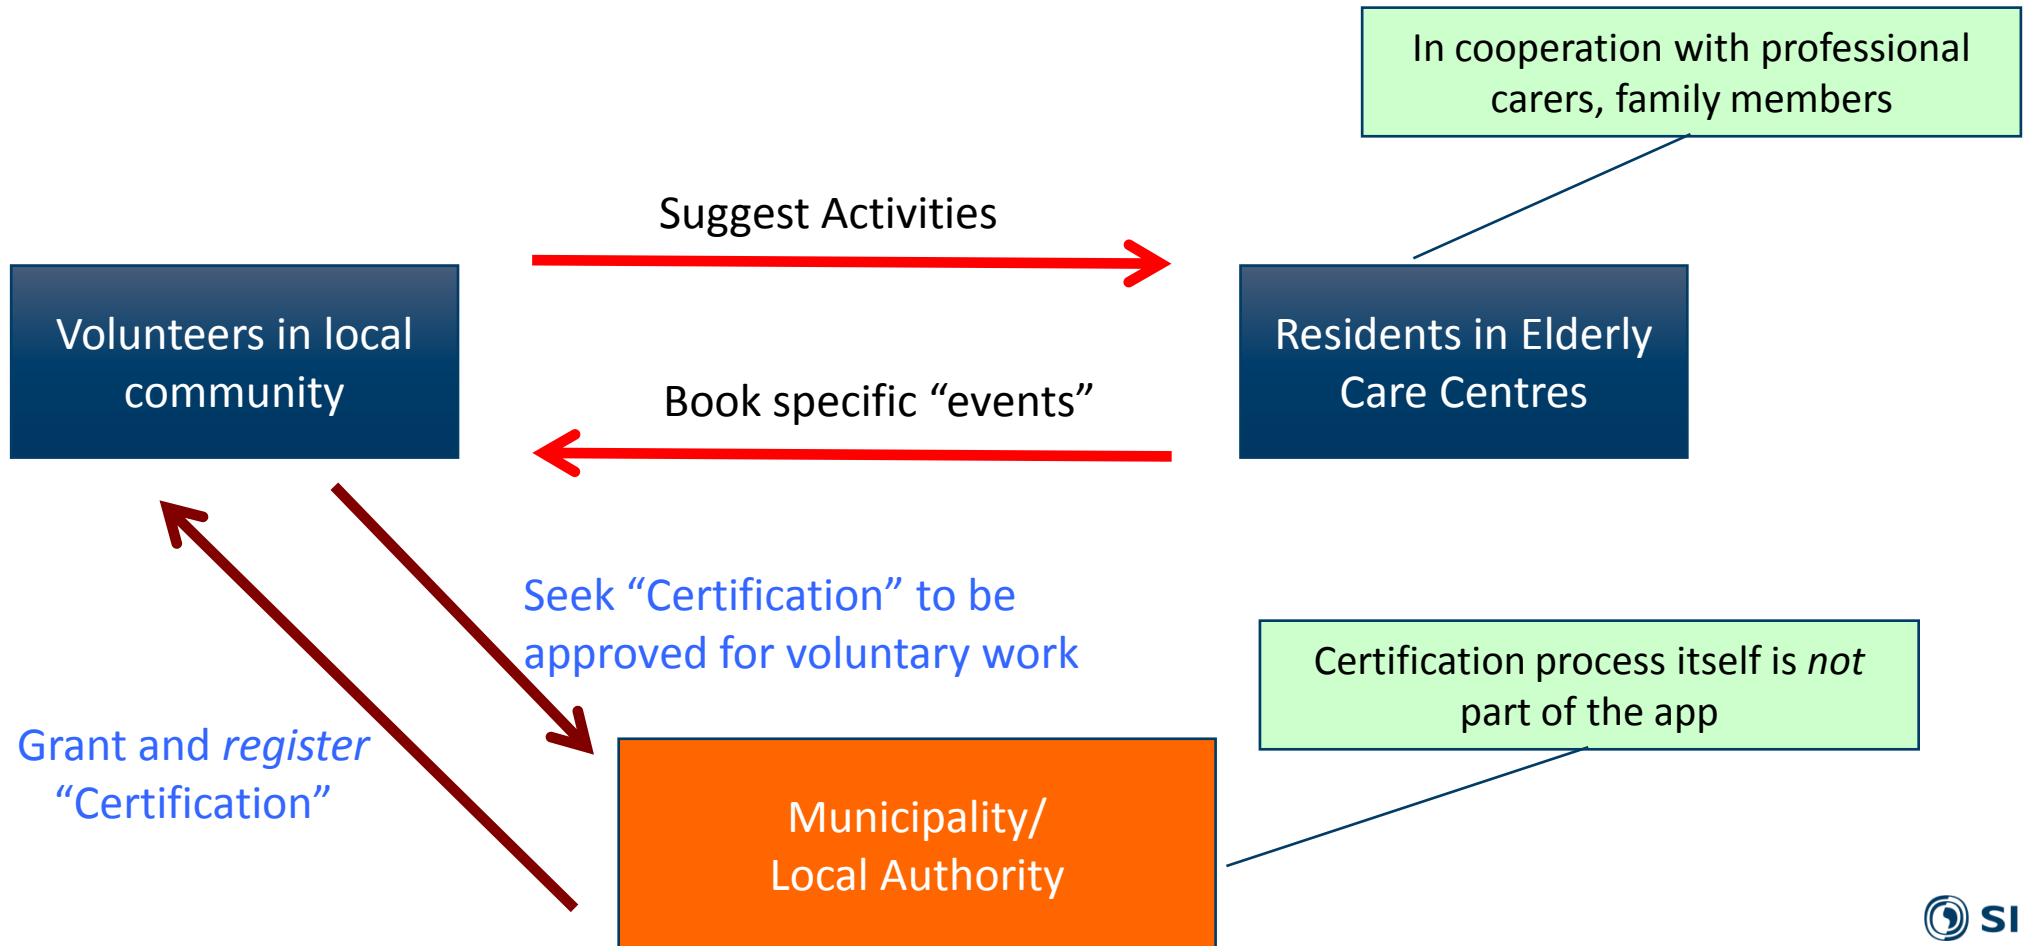 In cooperation with professional
carers, family members
Suggest Activities
Volunteers in local
community
Residents in Elderly
Care Centres
Book specific “events”
Seek “Certification” to be
approved for voluntary work
Certification process itself is not
part of the app
Grant and register
“Certification”
Municipality/
Local Authority
SI